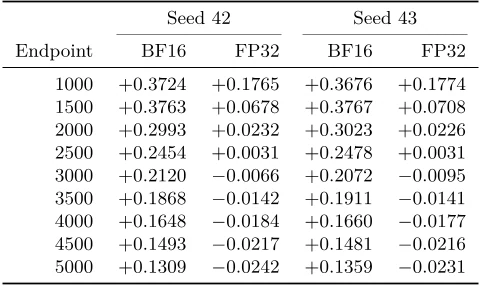 Seed 42 Seed 43
Endpoint BF16 FP32 BF16 FP32
1000 +0.3724 +0.1765 +0.3676 +0.1774
1500 +0.3763 +0.0678 +0.3767 +0.0708
2000 +0.2993 +0.0232 +0.3023 +0.0226
2500 +0.2454 +0.0031 +0.2478 +0.0031
3000 +0.2120 −0.0066 +0.2072 −0.0095
3500 +0.1868 −0.0142 +0.1911 −0.0141
4000 +0.1648 −0.0184 +0.1660 −0.0177
4500 +0.1493 −0.0217 +0.1481 −0.0216
5000 +0.1309 −0.0242 +0.1359 −0.0231